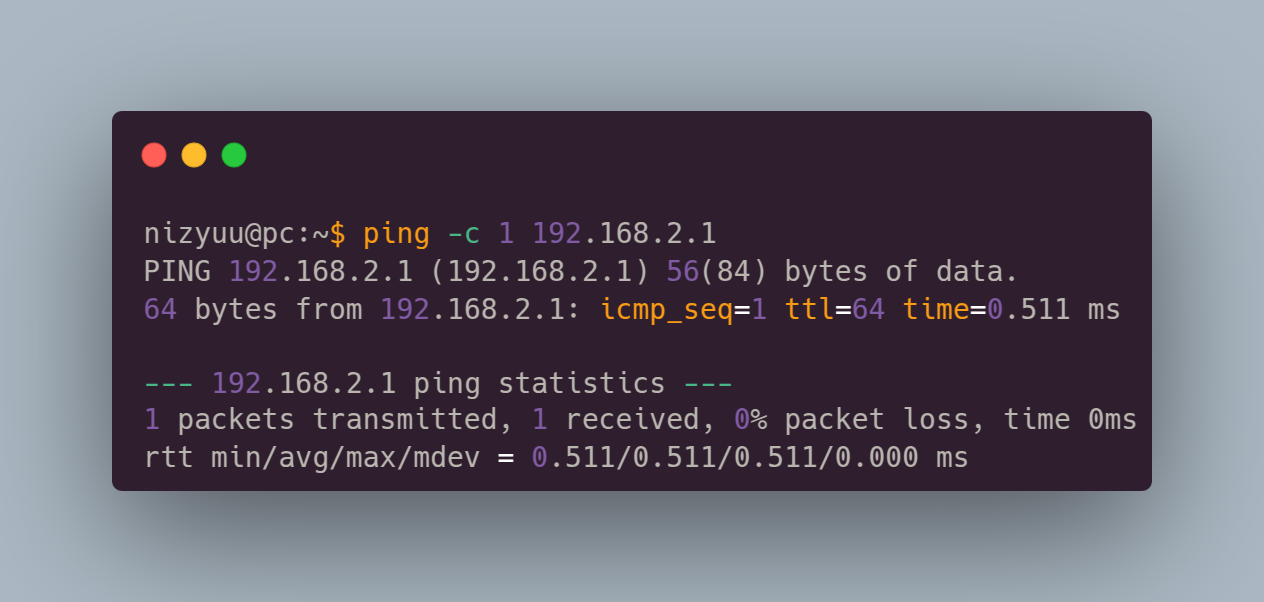 nizyuu@pc:~$ ping -c 1 192.168.2.1
PING 192.168.2.1 (192.168.2.1) 56(84) bytes of data.
64 bytes from 192.168.2.1: icmp_seq=1 ttl=64 time=0.511 ms

--- 192.168.2.1 ping statistics ---
1 packets transmitted, 1 received, 0% packet loss, time 0ms
rtt min/avg/max/mdev = 0.511/0.511/0.511/0.000 ms